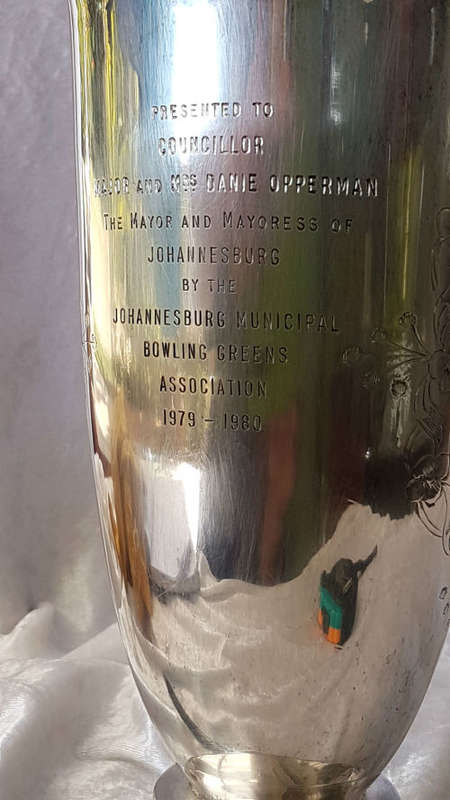 PRESENTED TO
COUNCILLOR
MAJOR AND MRS DANIE OPPERMAN
THE MAYOR AND MAYORESS OF
JOHANNESBURG
BY THE
JOHANNESBURG MUNICIPAL
BOWLING GREENS
ASSOCIATION
1979 - 1980